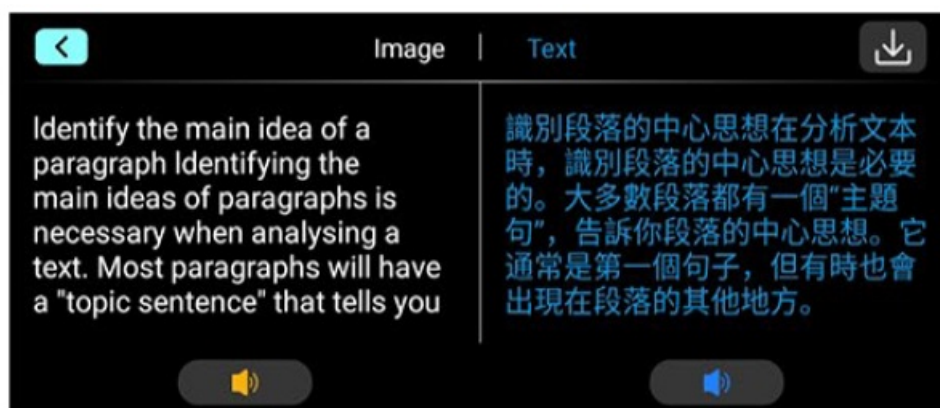 Image | Text
Identify the main idea of a
paragraph Identifying the
main ideas of paragraphs is
necessary when analysing a
text. Most paragraphs will have
a "topic sentence" that tells you
識別段落的中心思想在分析文本
時，識別段落的中心思想是必要
的。大多數段落都有一個“主題
句”，告訴你段落的中心思想。它
通常是第一個句子，但有時也會
出現在段落的其他地方。